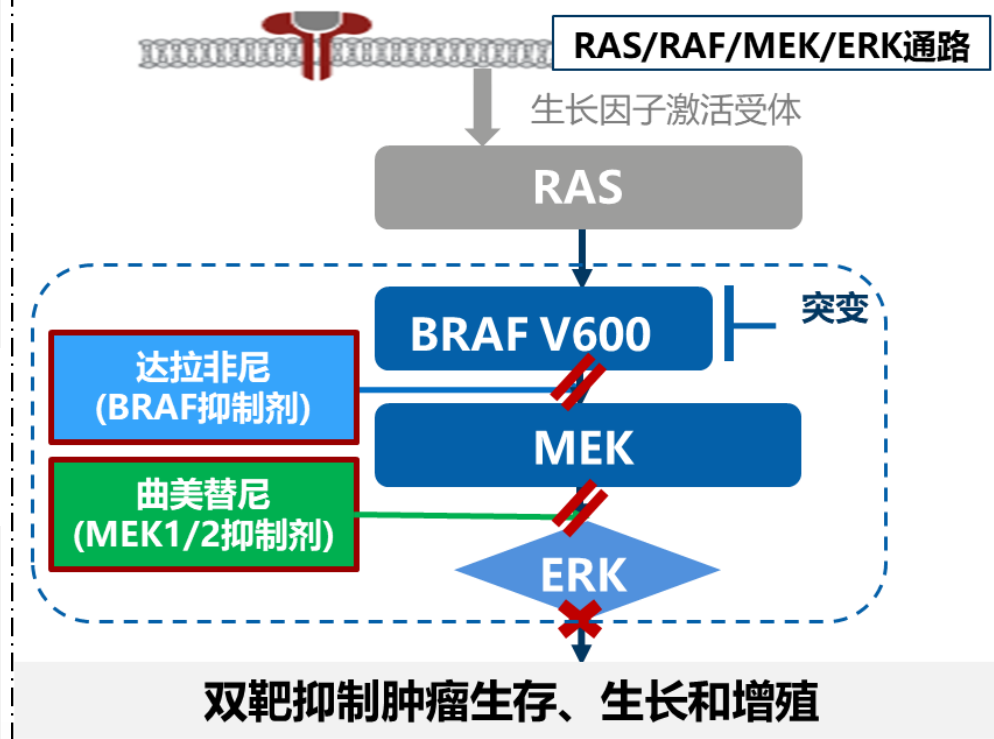 RAS/RAF/MEK/ERK通路
生长因子激活受体
RAS
BRAF V600
突变
达拉非尼
(BRAF抑制剂)
MEK
曲美替尼
(MEK1/2抑制剂)
ERK
双靶抑制肿瘤生存、生长和增殖